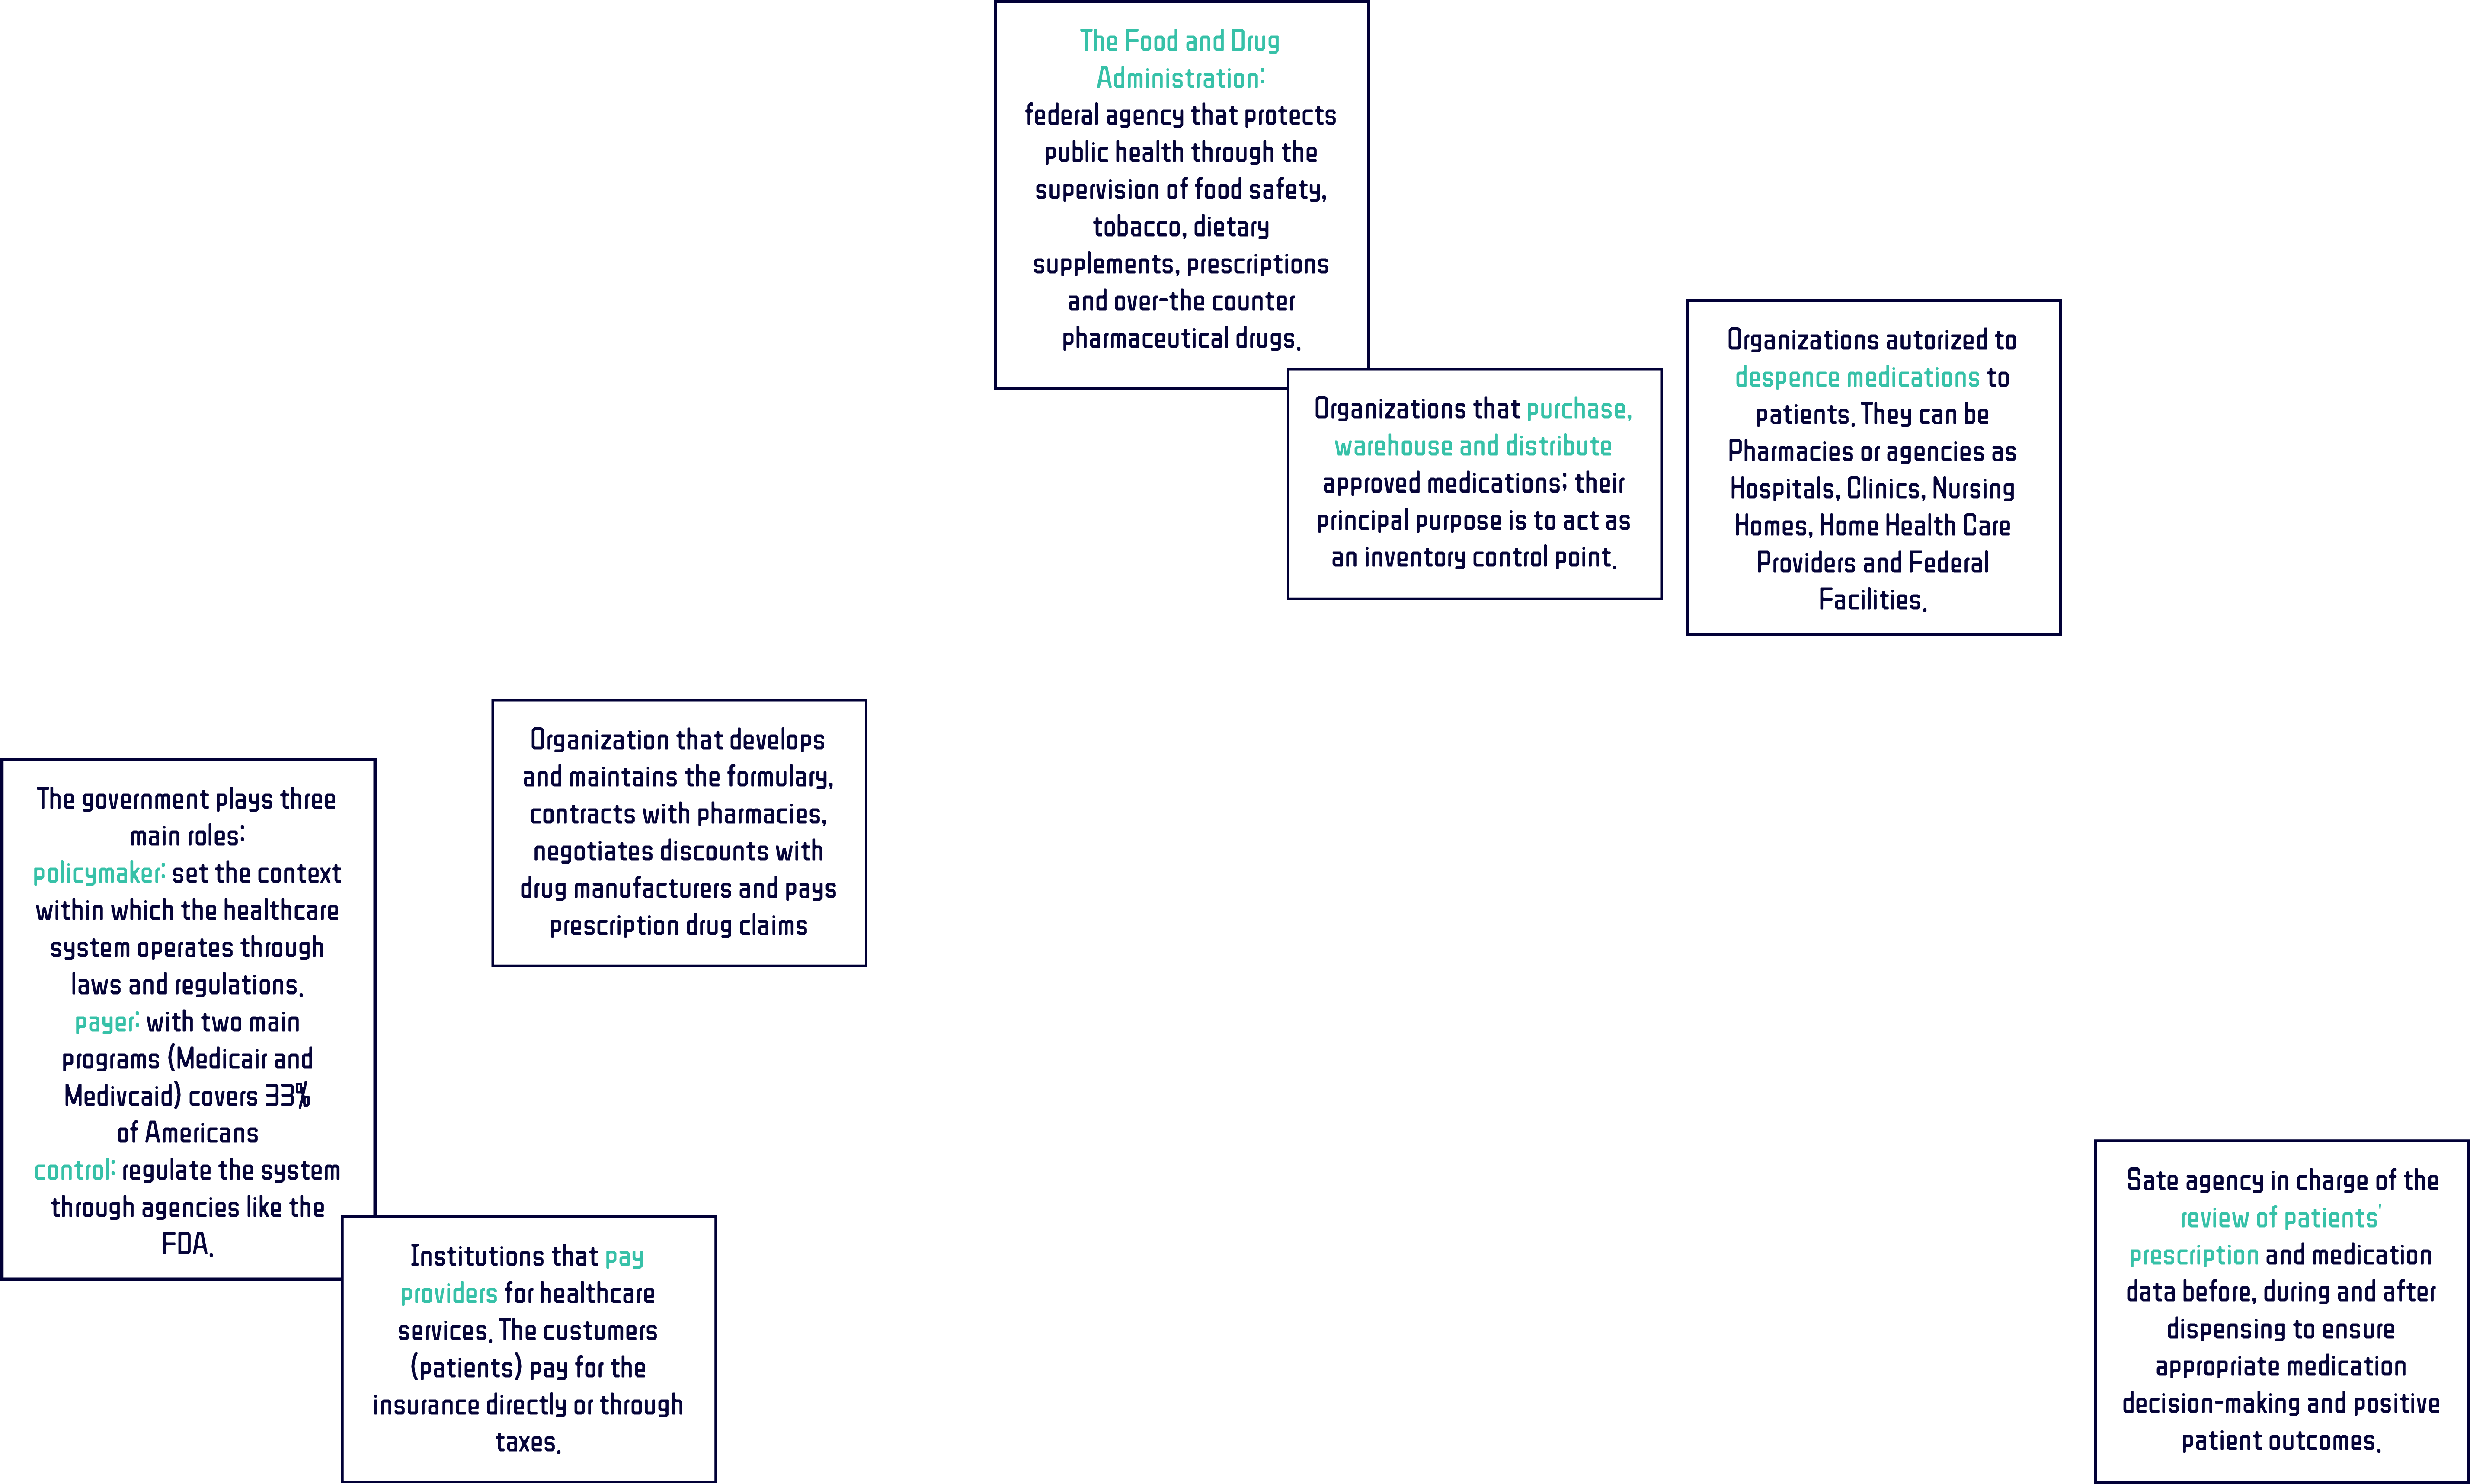 The Food and Drug
Administration:
federal agency that protects
public health through the
supervision of food safety,
tobacco, dietary
supplements, prescriptions
and over-the counter
pharmaceutical drugs.
Organizations that purchase,
warehouse and distribute
approved medications; their
principal purpose is to act as
an inventory control point.
Organizations autorized to
despence medications to
patients. They can be
Pharmacies or agencies as
Hospitals, Clinics, Nursing
Homes, Home Health Care
Providers and Federal
Facilities.
Organization that develops
and maintains the formulary,
contracts with pharmacies,
negotiates discounts with
drug manufacturers and pays
prescription drug claims
The government plays three
main roles:
policymaker: set the context
within which the healthcare
system operates through
laws and regulations.
payer: with two main
programs (Medicair and
Medivcaid) covers 33%
of Americans
control: regulate the system
through agencies like the
FDA.
Institutions that pay
providers for healthcare
services. The custumers
(patients) pay for the
insurance directly or through
taxes.
Sate agency in charge of the
review of patients'
prescription and medication
data before, during and after
dispensing to ensure
appropriate medication
decision-making and positive
patient outcomes.